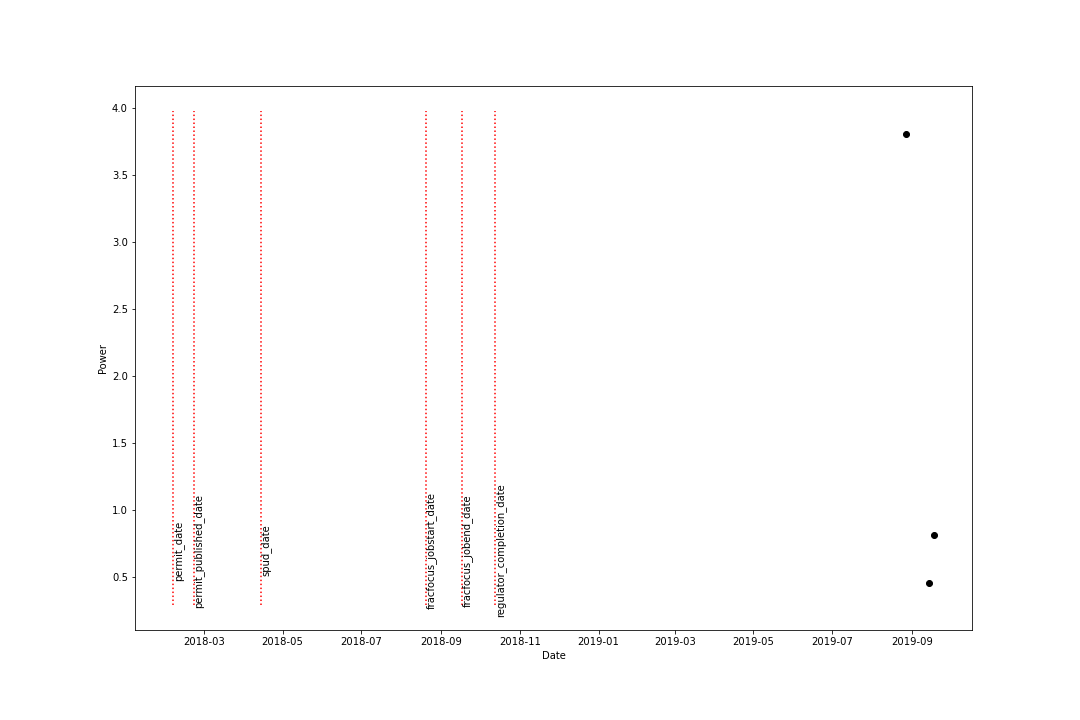 4.0
3.5
3.0
2.5
2.0
1.5
1.0
0.5
Power
permit_date
permit_published_date
spud_date
fracfocus_jobstart_date
fracfocus_jobend_date
regulator_completion_date
2018-03
2018-05
2018-07
2018-09
2018-11
2019-01
2019-03
2019-05
2019-07
2019-09
Date